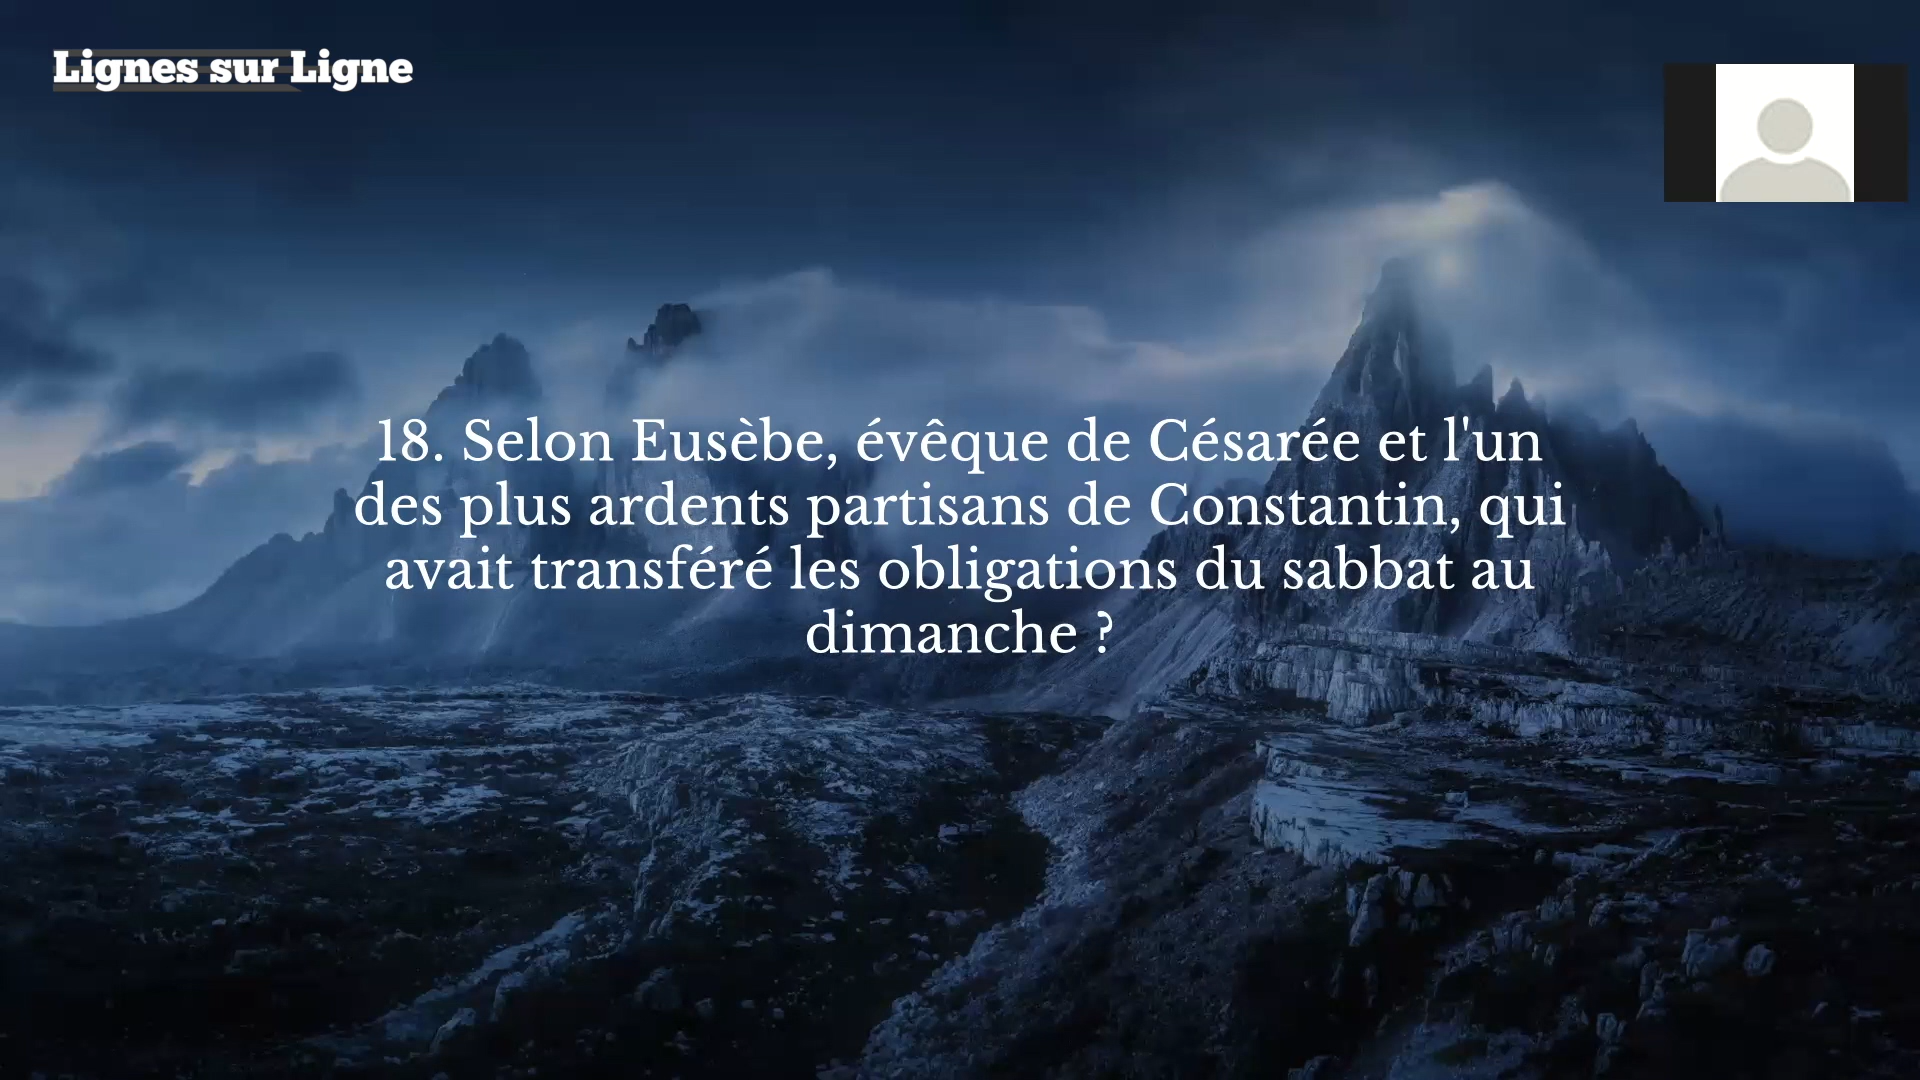 Lignes sur Ligne
18. Selon Eusèbe, évêque de Césarée et l'un
des plus ardents partisans de Constantin, qui
avait transféré les obligations du sabbat au
dimanche ?